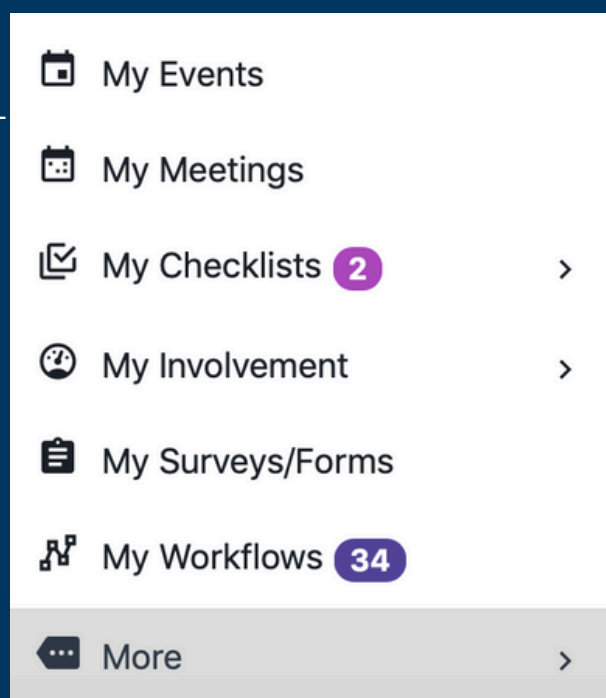 My Events
My Meetings
My Checklists 2
My Involvement
My Surveys/Forms
My Workflows 34
More